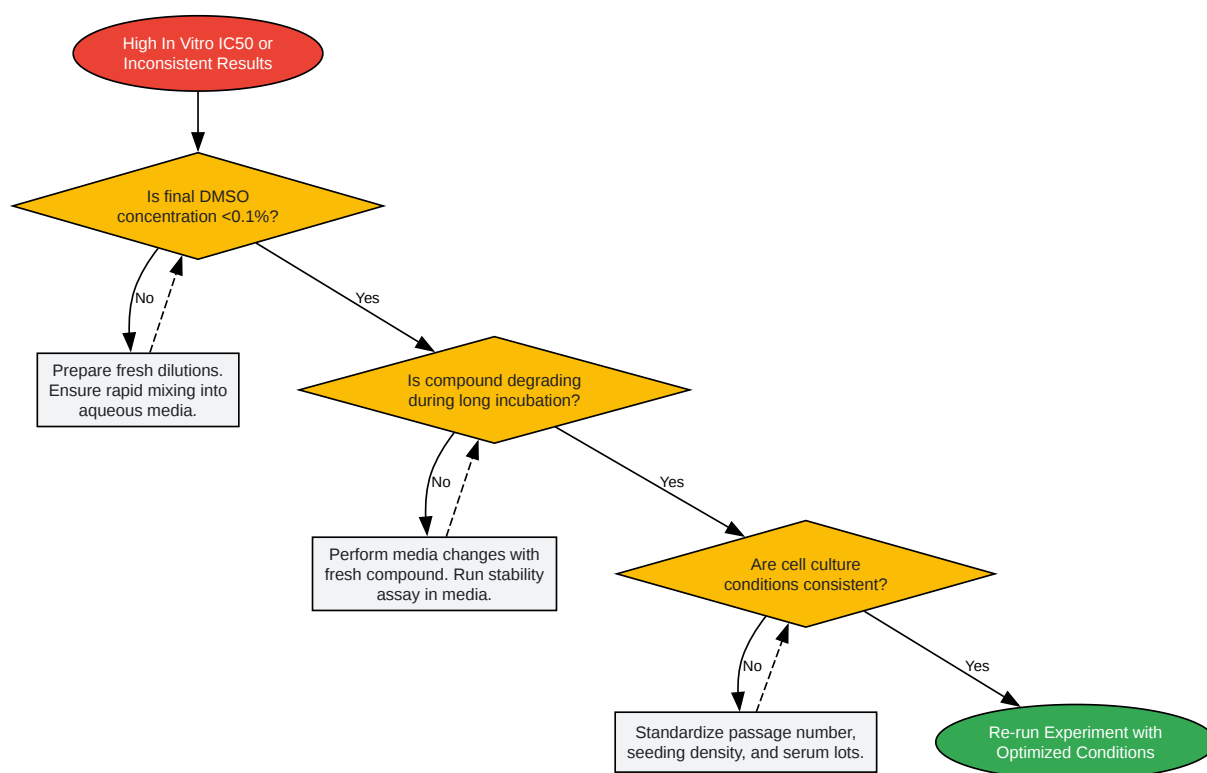 High In Vitro IC50 or
Inconsistent Results
Is final DMSO
concentration <0.1%?
No
Yes
Prepare fresh dilutions.
Ensure rapid mixing into
aqueous media.
Is compound degrading
during long incubation?
No
Yes
Perform media changes with
fresh compound. Run stability
assay in media.
Are cell culture
conditions consistent?
No
Yes
Standardize passage number,
seeding density, and serum lots.
Re-run Experiment with
Optimized Conditions